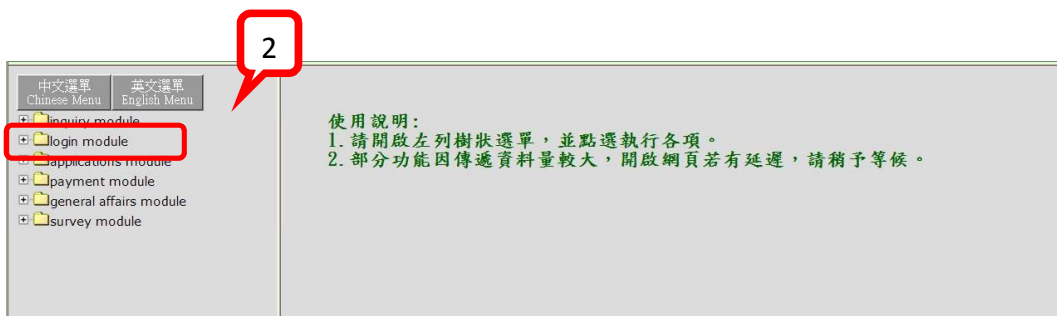 2
中文選單
Chinese Menu
英文選單
English Menu
inquiry module
login module
applications module
payment module
general affairs module
survey module
使用說明:
1. 請開啟左列樹狀選單，並點選執行各項。
2. 部分功能因傳遞資料量較大，開啟網頁若有延遲，請稍予等候。